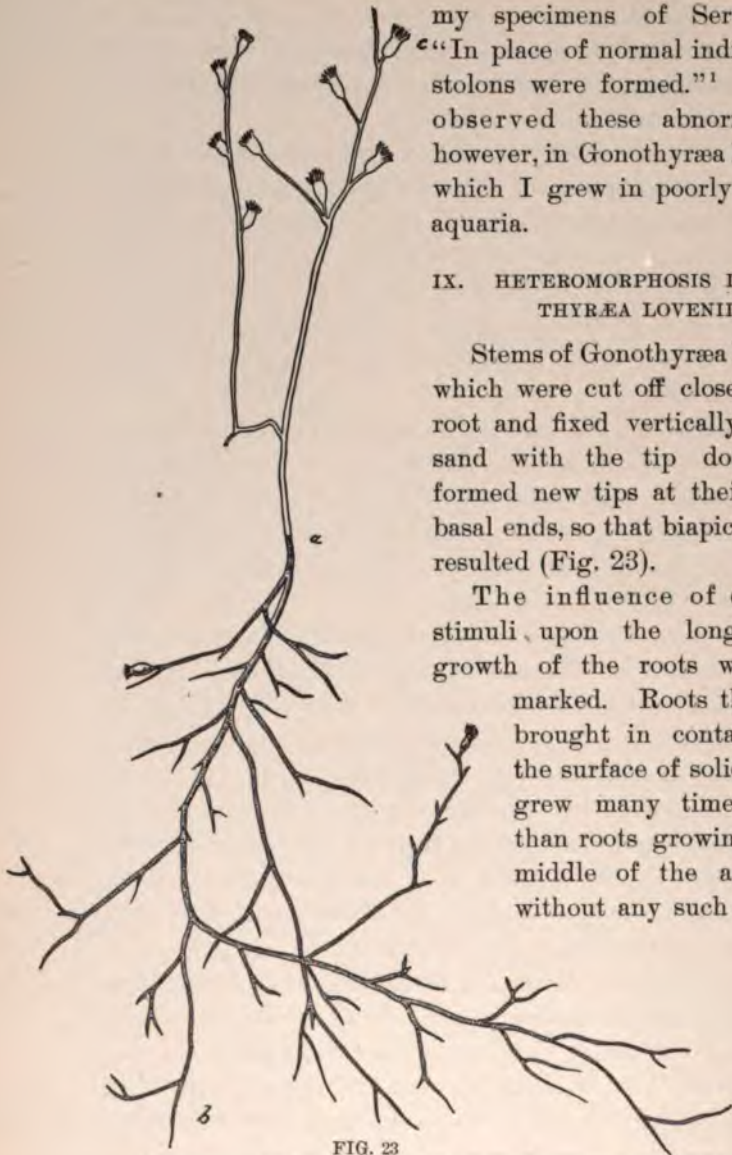 my specimens of Ser
c
“In place of normal indi
stolons were formed.”¹
observed these abnor
however, in Gonothyræa
which I grew in poorly
aquaria.
IX. HETEROMORPHOSIS I
THYRÆA LOVENII
Stems of Gonothyræa
which were cut off close
root and fixed vertically
sand with the tip do
formed new tips at thei
basal ends, so that biapic
resulted (Fig. 23).
a
The influence of
stimuli upon the long
growth of the roots w
marked. Roots th
brought in conta
the surface of soli
grew many time
than roots growin
middle of the a
without any such
b
FIG. 23